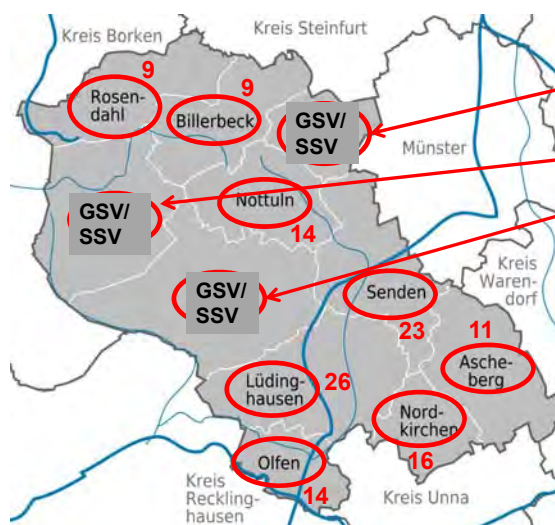 Kreis Borken
Kreis Steinfurt
9
9
Rosen-
dahl
Billerbeck
GSV/
SSV
Münster
GSV/
SSV
Nottuln
14
GSV/
SSV
Kreis
Waren-
dorf
Senden
23
11
Asche-
berg
Lüding-
hausen
26
Nord-
kirchen
16
Olfen
14
Kreis
Reckling-
hausen
Kreis Unna